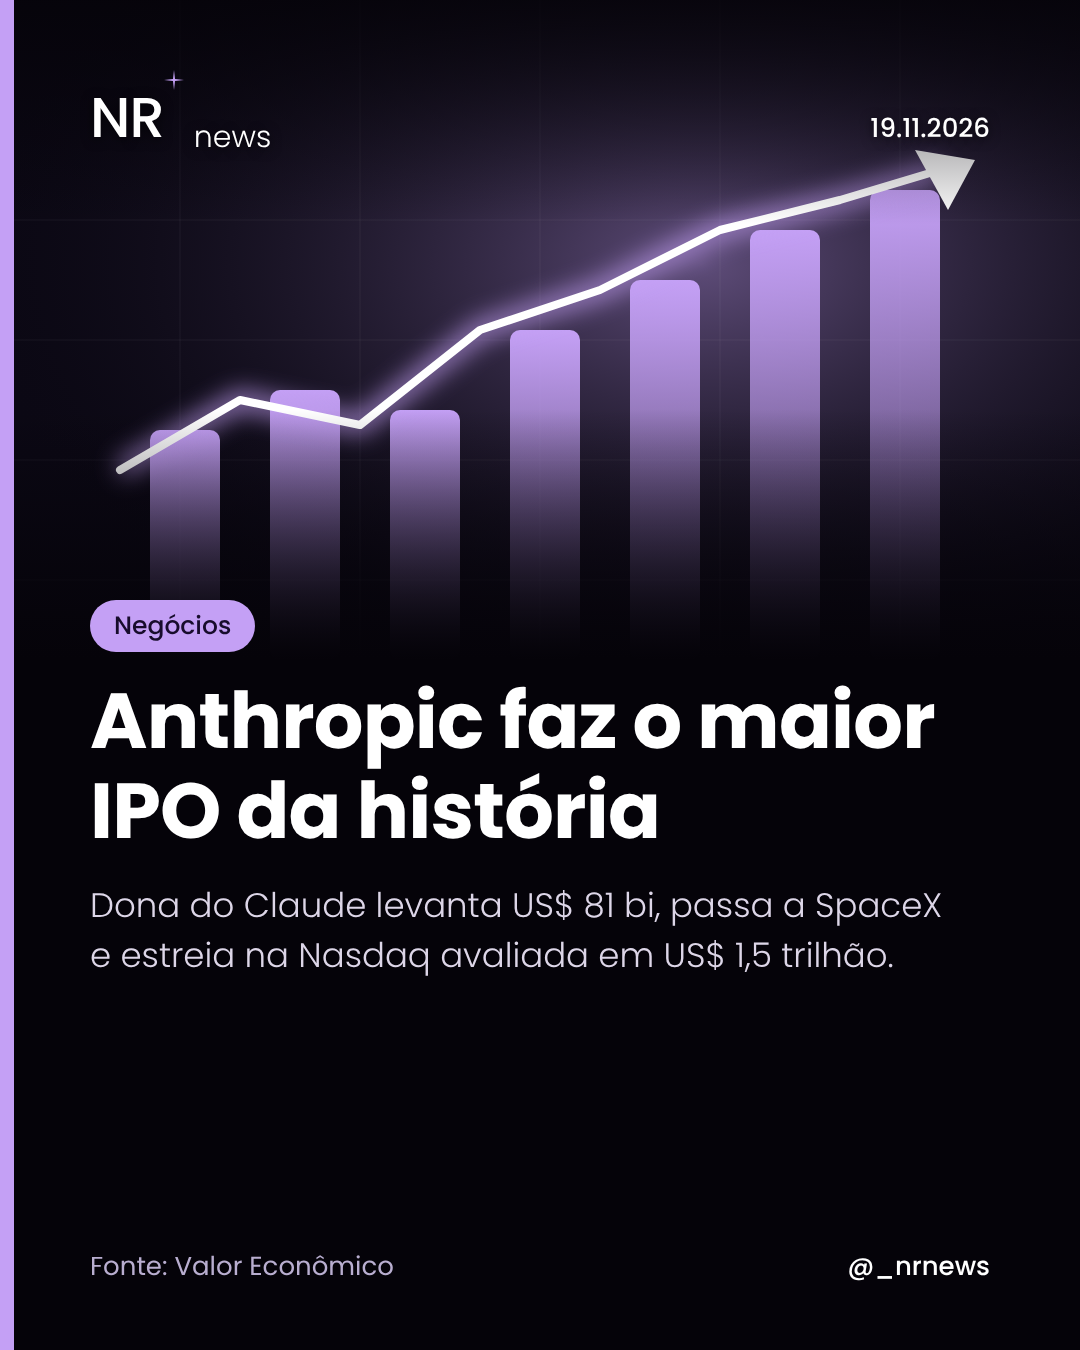 NR
news
19.11.2026
Negócios
Anthropic faz o maior
IPO da história
Dona do Claude levanta US$ 81 bi, passa a SpaceX
e estreia na Nasdaq avaliada em US$ 1,5 trilhão.
Fonte: Valor Econômico
@_nrnews